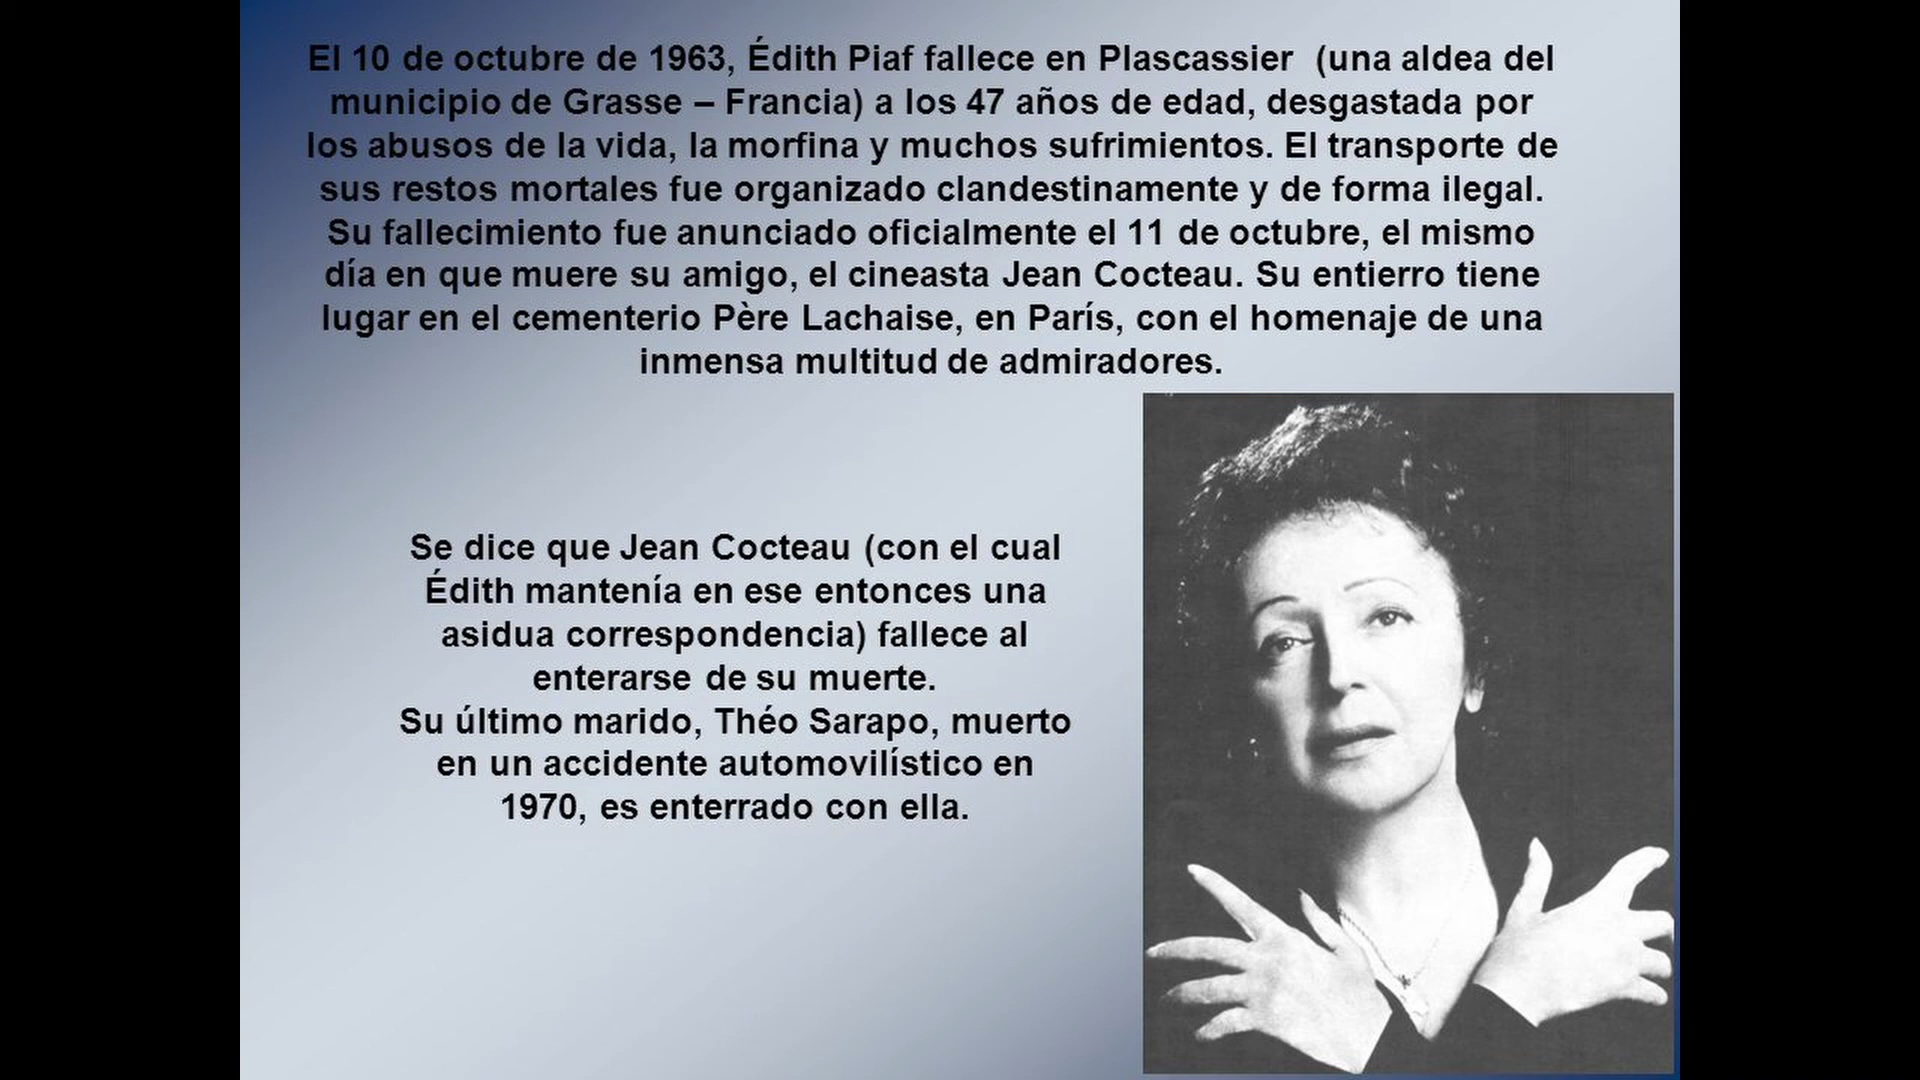 El 10 de octubre de 1963, Édith Piaf fallece en Plascassier (una aldea del
municipio de Grasse – Francia) a los 47 años de edad, desgastada por
los abusos de la vida, la morfina y muchos sufrimientos. El transporte de
sus restos mortales fue organizado clandestinamente y de forma ilegal.
Su fallecimiento fue anunciado oficialmente el 11 de octubre, el mismo
día en que muere su amigo, el cineasta Jean Cocteau. Su entierro tiene
lugar en el cementerio Père Lachaise, en París, con el homenaje de una
inmensa multitud de admiradores.
Se dice que Jean Cocteau (con el cual
Édith mantenía en ese entonces una
asidua correspondencia) fallece al
enterarse de su muerte.
Su último marido, Théo Sarapo, muerto
en un accidente automovilístico en
1970, es enterrado con ella.